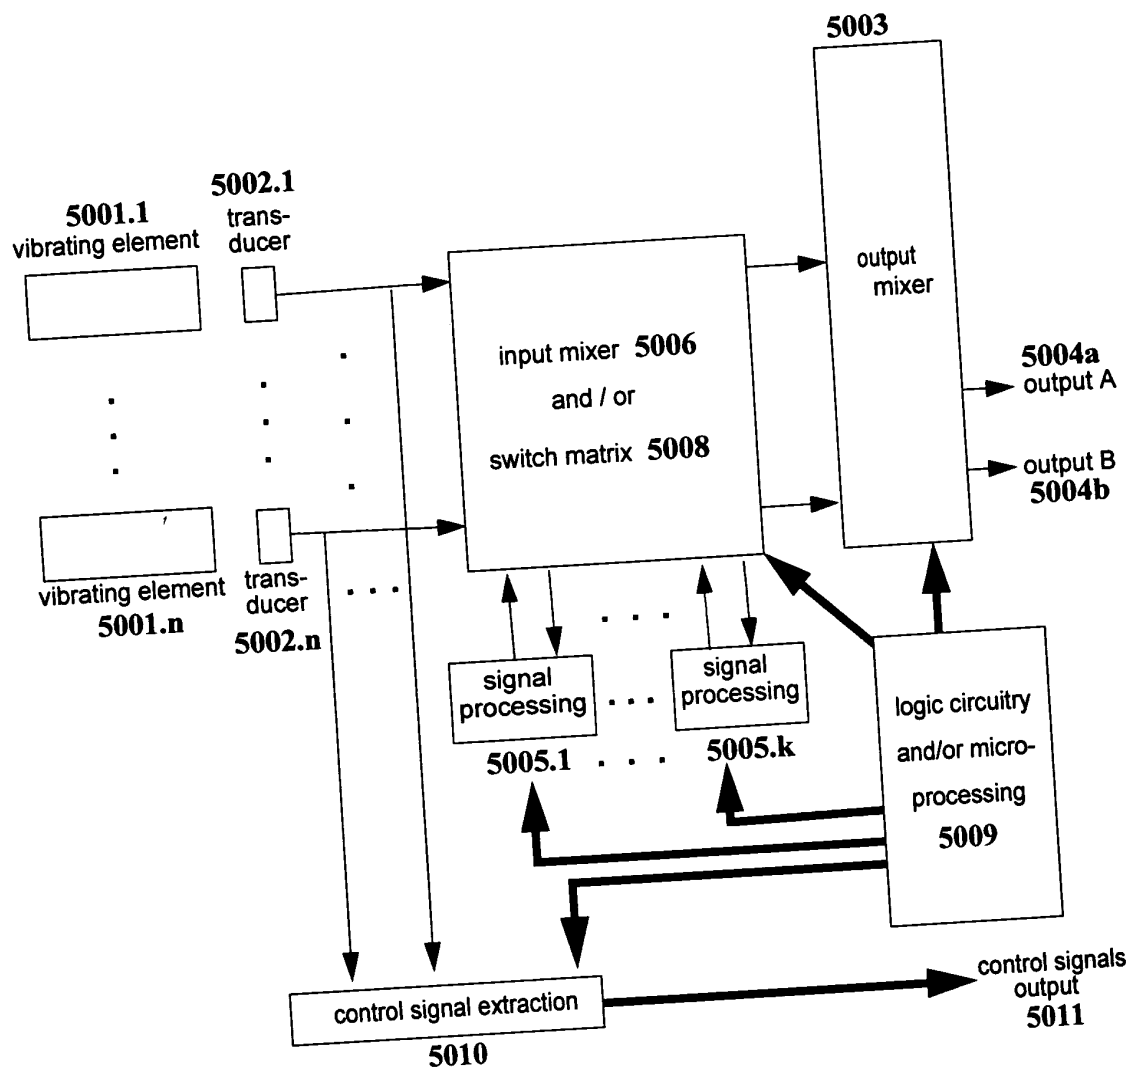 5003
5002.1
trans-
ducer
5001.1
vibrating element
output
mixer
input mixer 5006
and / or
switch matrix 5008
5004a
output A
output B
5004b
vibrating element
5001.n
trans-
ducer
5002.n
signal
processing
5005.1
signal
processing
5005.k
logic circuitry
and/or micro-
processing
5009
control signal extraction
5010
control signals
output
5011